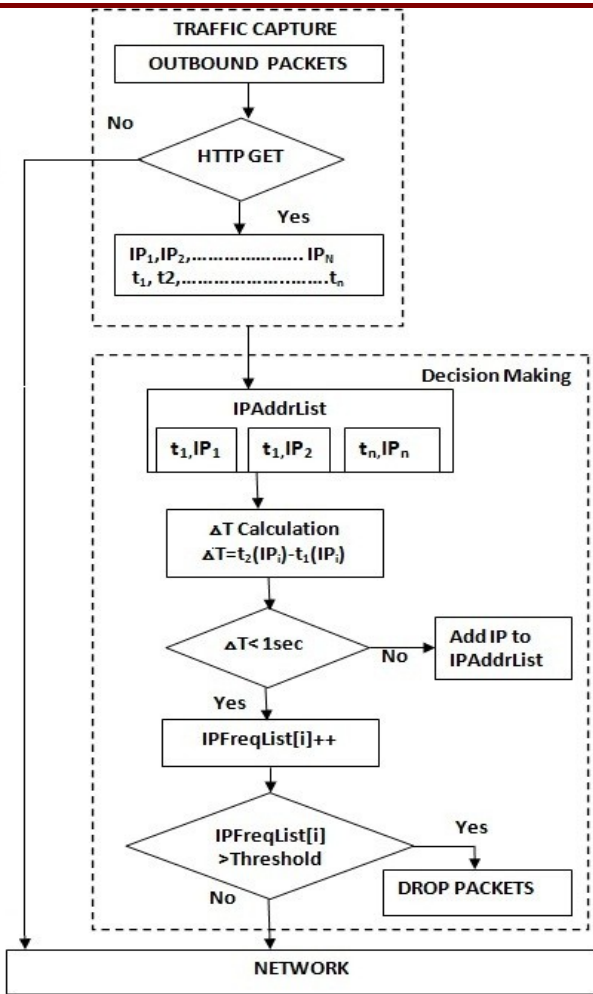 TRAFFIC CAPTURE
OUTBOUND PACKETS
No
HTTP GET
Yes
IP₁,IP₂,………………….. IP_N
t₁, t2,…………………..………tₙ
Decision Making
IPAddrList
t₁,IP₁
t₁,IP₂
tₙ,IPₙ
ΔT Calculation
ΔT=t₂(IPᵢ)-t₁(IPᵢ)
ΔT< 1sec
No
Add IP to
IPAddrList
Yes
IPFreqList[i]++
IPFreqList[i]
>Threshold
Yes
DROP PACKETS
No
NETWORK